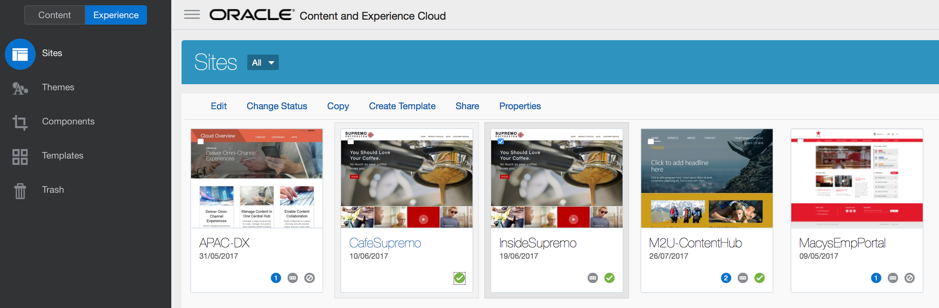 Content Experience
ORACLE® Content and Experience Cloud
Sites
Themes
Components
Templates
Trash
Sites All
Edit Change Status Copy Create Template Share Properties
Cloud Overview
Deliver Omni-Channel
Experiences
Deliver Omni-
Channel
Experiences
Manage Content in
One Central Hub
Enable Content
Collaboration
APAC-DX
31/05/2017
1
SUPREMO
You Should Love
Your Coffee.
CafeSupremo
10/06/2017
SUPREMO
You Should Love
Your Coffee.
InsideSupremo
19/06/2017
Click to add headline
here
M2U-ContentHub
26/07/2017
2
MacysEmpPortal
09/05/2017
1